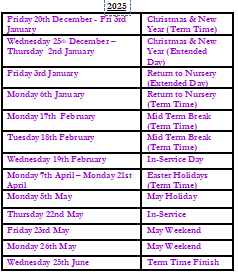 2025
Friday 20th December - Fri 3rd
January
Christmas & New
Year (Term Time)
Wednesday 25th December –
Thursday 2nd January
Christmas & New
Year (Extended
Day)
Friday 3rd January
Return to Nursery
(Extended Day)
Monday 6th January
Return to Nursery
(Term Time)
Monday 17th February
Mid Term Break
(Term Time)
Tuesday 18th February
Mid Term Break
(Term Time)
Wednesday 19th February
In-Service Day
Monday 7th April – Monday 21st
April
Easter Holidays
(Term Time)
Monday 5th May
May Holiday
Thursday 22nd May
In-Service
Friday 23rd May
May Weekend
Monday 26th May
May Weekend
Wednesday 25th June
Term Time Finish